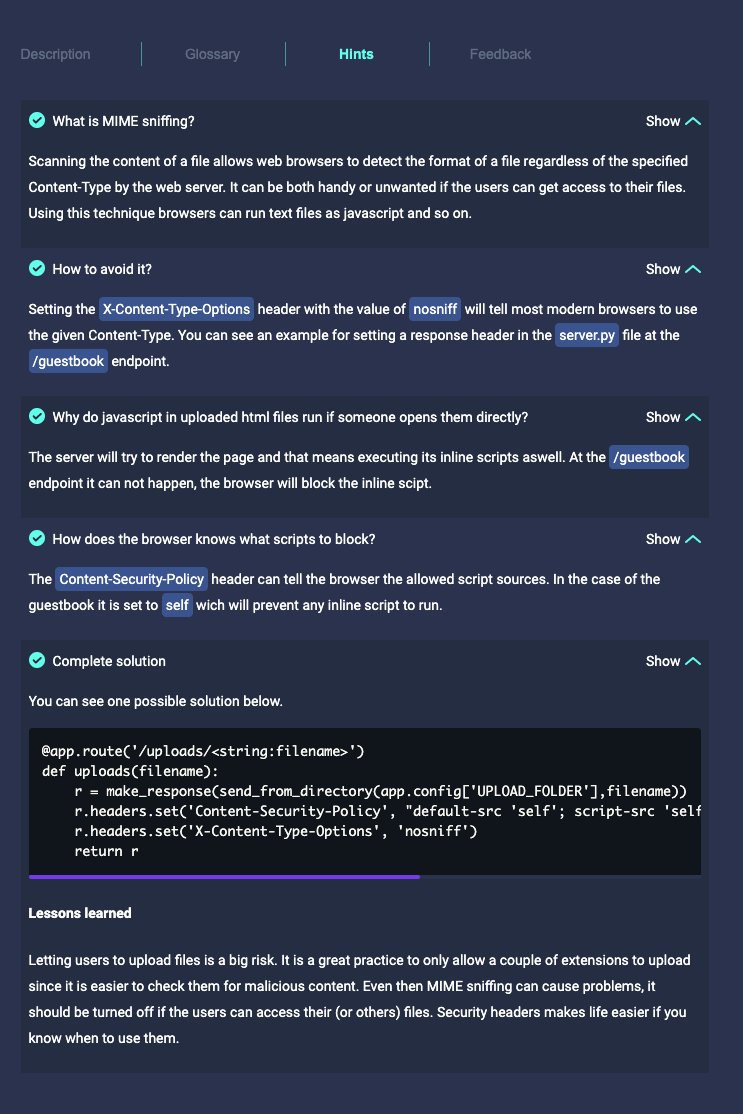 Description
Glossary
Hints
Feedback
What is MIME sniffing?
Show
Scanning the content of a file allows web browsers to detect the format of a file regardless of the specified
Content-Type by the web server. It can be both handy or unwanted if the users can get access to their files.
Using this technique browsers can run text files as javascript and so on.
How to avoid it?
Show
Setting the X-Content-Type-Options header with the value of nosniff will tell most modern browsers to use
the given Content-Type. You can see an example for setting a response header in the server.py file at the
/guestbook endpoint.
Why do javascript in uploaded html files run if someone opens them directly?
Show
The server will try to render the page and that means executing its inline scripts aswell. At the /guestbook
endpoint it can not happen, the browser will block the inline scipt.
How does the browser knows what scripts to block?
Show
The Content-Security-Policy header can tell the browser the allowed script sources. In the case of the
guestbook it is set to self wich will prevent any inline script to run.
Complete solution
Show
You can see one possible solution below.
@app.route('/uploads/<string:filename>')
def uploads(filename):
    r = make_response(send_from_directory(app.config['UPLOAD_FOLDER'],filename))
    r.headers.set('Content-Security-Policy', "default-src 'self'; script-src 'self
    r.headers.set('X-Content-Type-Options', 'nosniff')
    return r
Lessons learned
Letting users to upload files is a big risk. It is a great practice to only allow a couple of extensions to upload
since it is easier to check them for malicious content. Even then MIME sniffing can cause problems, it
should be turned off if the users can access their (or others) files. Security headers makes life easier if you
know when to use them.